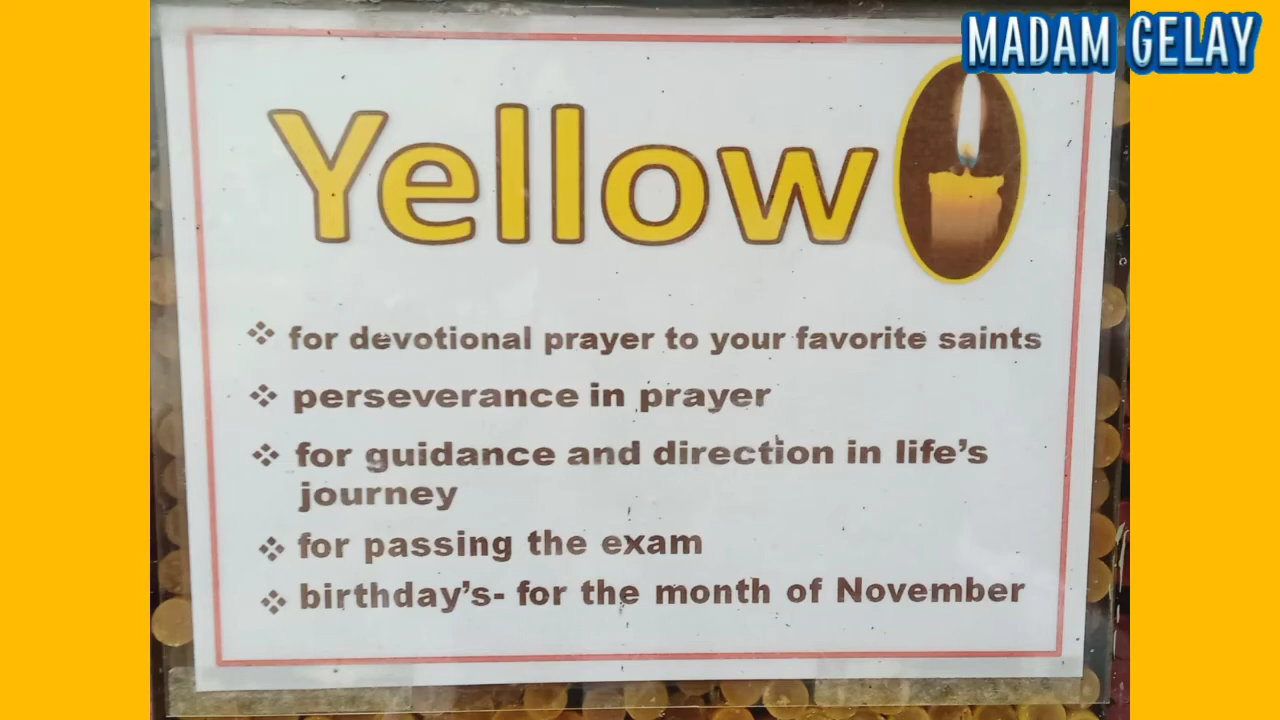 MADAM GELAY
Yellow
❖ for devotional prayer to your favorite saints
❖ perseverance in prayer
❖ for guidance and direction in life's
journey
❖ for passing the exam
❖ birthday's- for the month of November